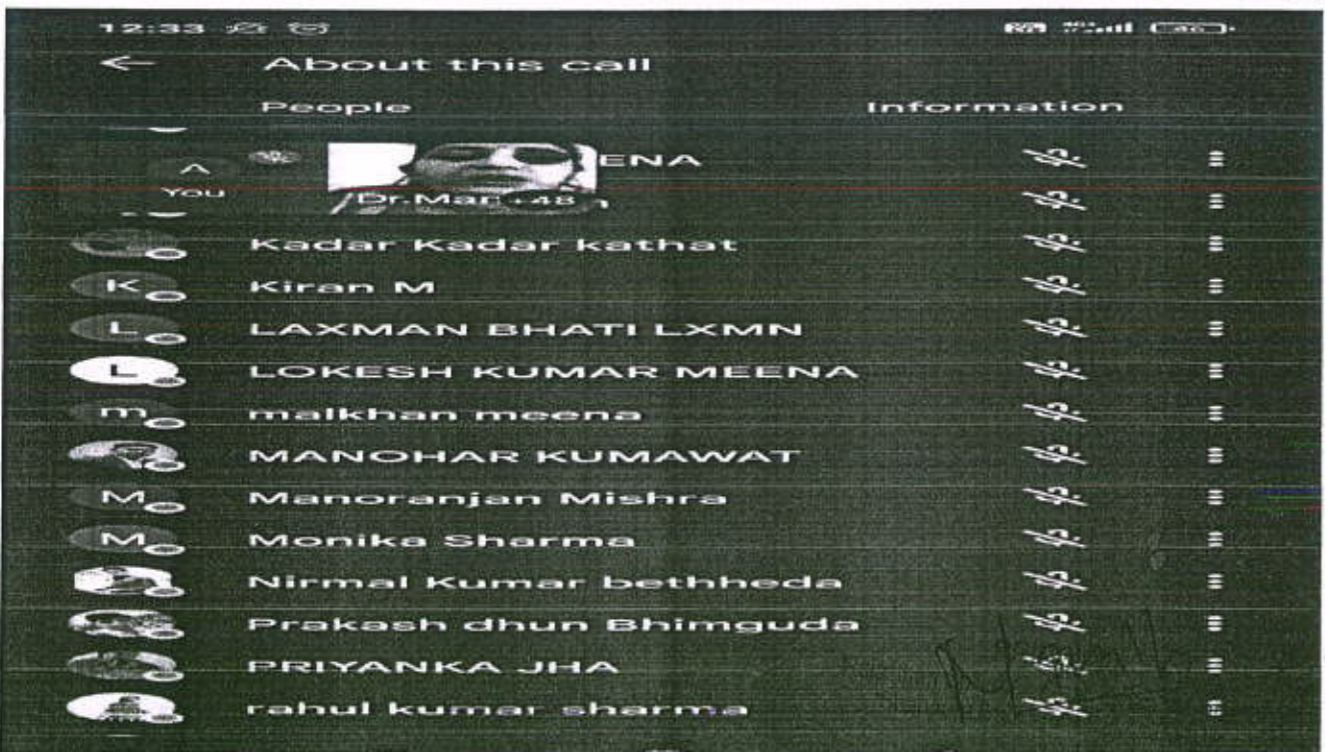 12:33
About this call
People Information
A ENA
You Dr.Mar +48 n
Kadar Kadar kathat
K Kiran M
L LAXMAN BHATI LXMN
L LOKESH KUMAR MEENA
m malkhan meena
MANOHAR KUMAWAT
M Manoranjan Mishra
M Monika Sharma
Nirmal Kumar bethheda
Prakash dhun Bhimguda
PRIYANKA JHA
rahul kumar sharma